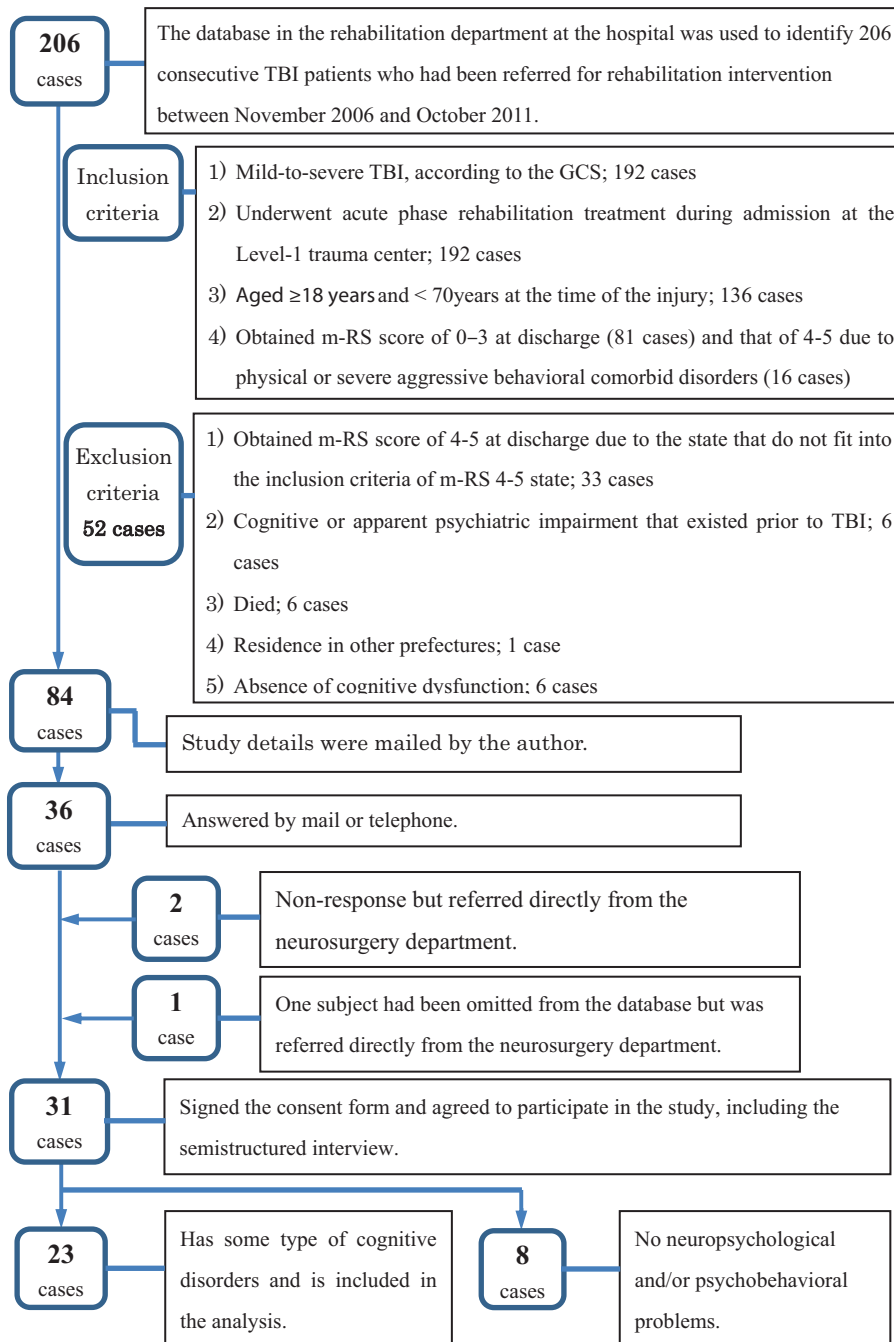 206
cases
The database in the rehabilitation department at the hospital was used to identify 206
consecutive TBI patients who had been referred for rehabilitation intervention
between November 2006 and October 2011.
Inclusion
criteria
1) Mild-to-severe TBI, according to the GCS; 192 cases
2) Underwent acute phase rehabilitation treatment during admission at the
Level-1 trauma center; 192 cases
3) Aged ≥18 years and < 70years at the time of the injury; 136 cases
4) Obtained m-RS score of 0–3 at discharge (81 cases) and that of 4-5 due to
physical or severe aggressive behavioral comorbid disorders (16 cases)
Exclusion
criteria
52 cases
1) Obtained m-RS score of 4-5 at discharge due to the state that do not fit into
the inclusion criteria of m-RS 4-5 state; 33 cases
2) Cognitive or apparent psychiatric impairment that existed prior to TBI; 6
cases
3) Died; 6 cases
4) Residence in other prefectures; 1 case
5) Absence of cognitive dysfunction; 6 cases
84
cases
Study details were mailed by the author.
36
cases
Answered by mail or telephone.
2
cases
Non-response but referred directly from the
neurosurgery department.
1
case
One subject had been omitted from the database but was
referred directly from the neurosurgery department.
31
cases
Signed the consent form and agreed to participate in the study, including the
semistructured interview.
23
cases
Has some type of cognitive
disorders and is included in
the analysis.
8
cases
No neuropsychological
and/or psychobehavioral
problems.